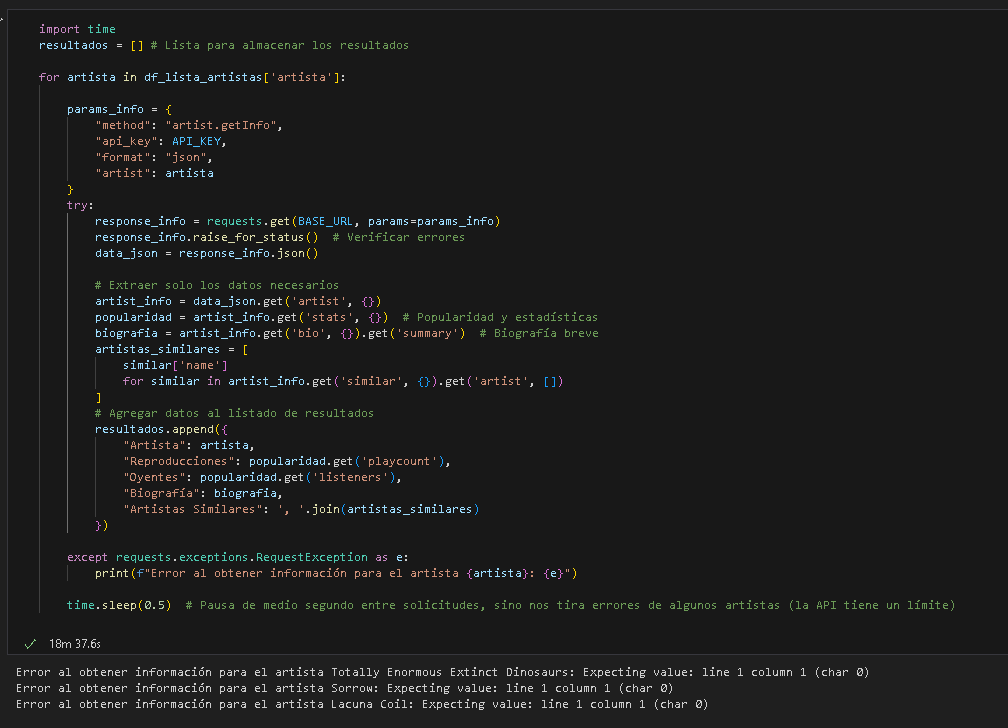 import time
resultados = [] # Lista para almacenar los resultados
for artista in df_lista_artistas['artista']:
params_info = {
"method": "artist.getInfo",
"api_key": API_KEY,
"format": "json",
"artist": artista
}
try:
response_info = requests.get(BASE_URL, params=params_info)
response_info.raise_for_status()  # Verificar errores
data_json = response_info.json()
# Extraer solo los datos necesarios
artist_info = data_json.get('artist', {})
popularidad = artist_info.get('stats', {})  # Popularidad y estadísticas
biografia = artist_info.get('bio', {}).get('summary')  # Biografía breve
artistas_similares = [
similar['name']
for similar in artist_info.get('similar', {}).get('artist', [])
]
# Agregar datos al listado de resultados
resultados.append({
"Artista": artista,
"Reproducciones": popularidad.get('playcount'),
"Oyentes": popularidad.get('listeners'),
"Biografía": biografia,
"Artistas Similares": ', '.join(artistas_similares)
})
except requests.exceptions.RequestException as e:
print(f"Error al obtener información para el artista {artista}: {e}")
time.sleep(0.5)  # Pausa de medio segundo entre solicitudes, sino nos tira errores de algunos artistas (la API tiene un límite)
18m 37.6s
Error al obtener información para el artista Totally Enormous Extinct Dinosaurs: Expecting value: line 1 column 1 (char 0)
Error al obtener información para el artista Sorrow: Expecting value: line 1 column 1 (char 0)
Error al obtener información para el artista Lacuna Coil: Expecting value: line 1 column 1 (char 0)